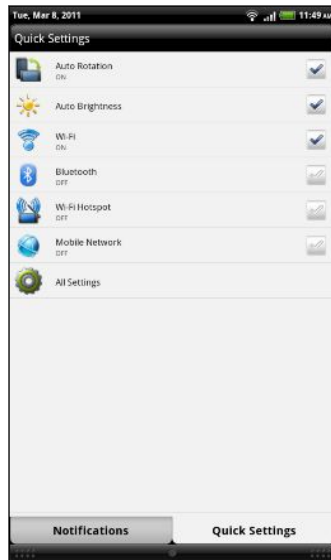 Tue, Mar 8, 2011 11:49 AM
Quick Settings
Auto Rotation
ON
Auto Brightness
Wi-Fi
ON
Bluetooth
OFF
Wi-Fi Hotspot
OFF
Mobile Network
OFF
All Settings
Notifications Quick Settings